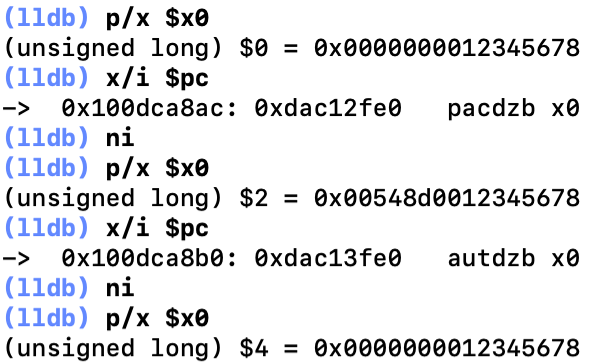 (lldb) p/x $x0
(unsigned long) $0 = 0x0000000012345678
(lldb) x/i $pc
-> 0x100dca8ac: 0xdac12fe0 pacdzb x0
(lldb) ni
(lldb) p/x $x0
(unsigned long) $2 = 0x00548d0012345678
(lldb) x/i $pc
-> 0x100dca8b0: 0xdac13fe0 autdzb x0
(lldb) ni
(lldb) p/x $x0
(unsigned long) $4 = 0x0000000012345678